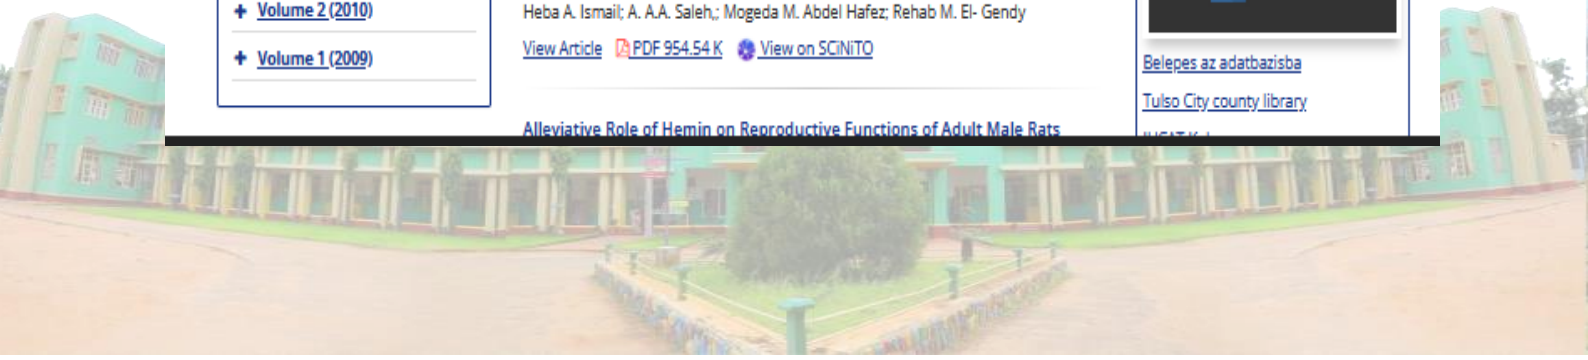 + Volume 2 (2010)
+ Volume 1 (2009)
Heba A. Ismail; A. A.A. Saleh,; Mogeda M. Abdel Hafez; Rehab M. El- Gendy
View Article PDF 954.54 K View on SCiNiTO
Alleviative Role of Hemin on Reproductive Functions of Adult Male Rats
Belepes az adatbazisba
Tulso City county library